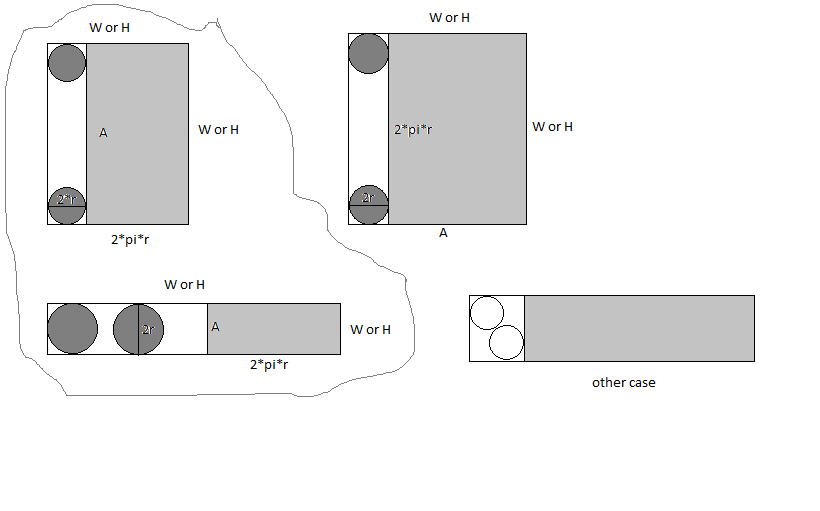 W or H
A
W or H
2*r
2*pi*r
W or H
2*pi*r
W or H
2r
A
W or H
2r
A
W or H
2*pi*r
other case